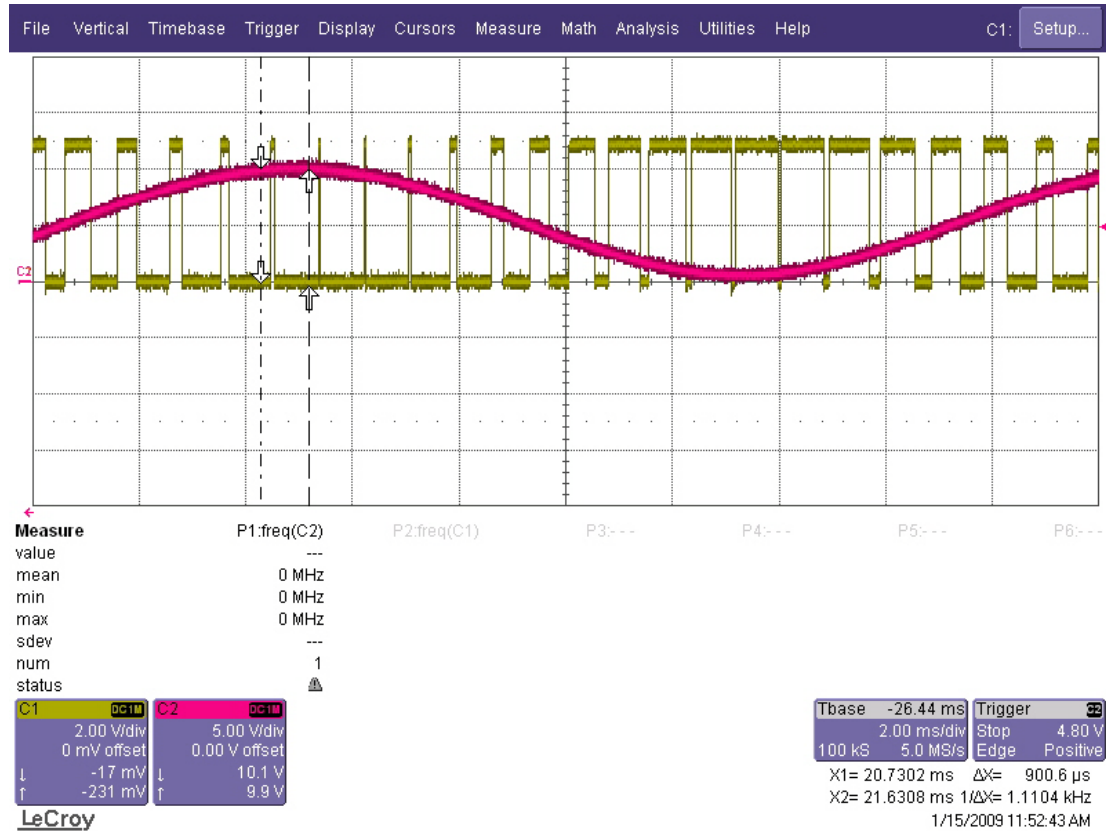 File Vertical Timebase Trigger Display Cursors Measure Math Analysis Utilities Help C1: Setup...
C2
Measure P1:freq(C2) P2:freq(C1) P3:- - - P4:- - - P5:- - - P6:- - -
value ---
mean 0 MHz
min 0 MHz
max 0 MHz
sdev ---
num 1
status
C1 DC1M C2 DC1M Tbase -26.44 ms Trigger C2
2.00 V/div 5.00 V/div 2.00 ms/div Stop 4.80 V
0 mV offset 0.00 V offset 100 kS 5.0 MS/s Edge Positive
↓ -17 mV ↓ 10.1 V X1= 20.7302 ms ΔX= 900.6 µs
↑ -231 mV ↑ 9.9 V X2= 21.6308 ms 1/ΔX= 1.1104 kHz
LeCroy 1/15/2009 11:52:43 AM